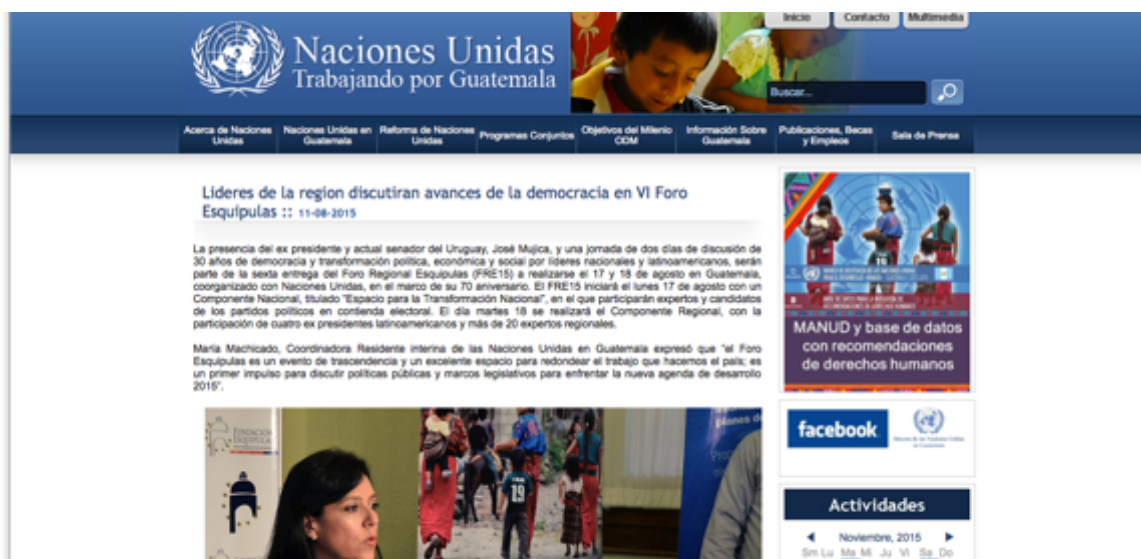 Inicio Contacto Multimedia
Naciones Unidas
Trabajando por Guatemala
Buscar...
Acerca de Naciones Unidas
Naciones Unidas en Guatemala
Reforma de Naciones Unidas
Programas Conjuntos
Objetivos del Milenio ODM
Información Sobre Guatemala
Publicaciones, Becas y Empleos
Sala de Prensa
Lideres de la region discutiran avances de la democracia en VI Foro
Esquipulas :: 11-08-2015
La presencia del ex presidente y actual senador del Uruguay, José Mujica, y una jornada de dos días de discusión de
30 años de democracia y transformación política, económica y social por líderes nacionales y latinoamericanos, serán
parte de la sexta entrega del Foro Regional Esquipulas (FRE15) a realizarse el 17 y 18 de agosto en Guatemala,
coorganizado con Naciones Unidas, en el marco de su 70 aniversario. El FRE15 iniciará el lunes 17 de agosto con un
Componente Nacional, titulado "Espacio para la Transformación Nacional", en el que participarán expertos y candidatos
de los partidos políticos en contienda electoral. El día martes 18 se realizará el Componente Regional, con la
participación de cuatro ex presidentes latinoamericanos y más de 20 expertos regionales.
María Machicado, Coordinadora Residente interina de las Naciones Unidas en Guatemala expresó que "el Foro
Esquipulas es un evento de trascendencia y un excelente espacio para redondear el trabajo que hacemos el país; es
un primer impulso para discutir políticas públicas y marcos legislativos para enfrentar la nueva agenda de desarrollo
2015".
FUNDACIÓN
ESQUIPULAS
19
MANUD y base de datos
con recomendaciones
de derechos humanos
facebook
Actividades
Noviembre, 2015
Sm Lu Ma Mi Ju Vi Sa Do